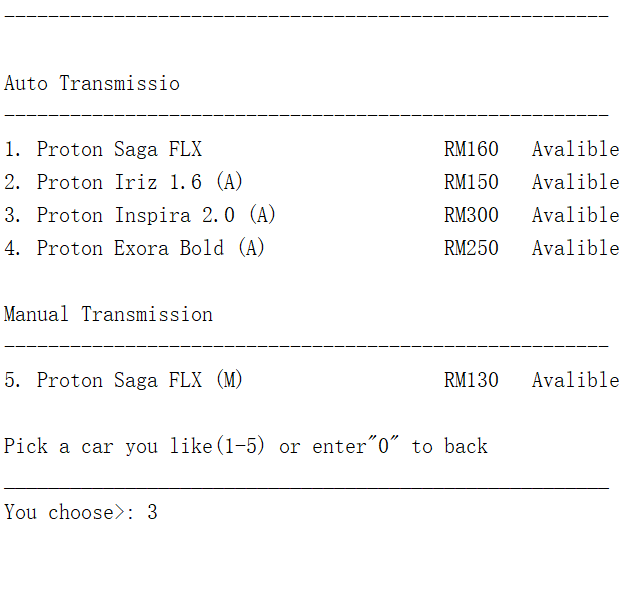 Auto Transmissio
1. Proton Saga FLX RM160 Avalible
2. Proton Iriz 1.6 (A) RM150 Avalible
3. Proton Inspira 2.0 (A) RM300 Avalible
4. Proton Exora Bold (A) RM250 Avalible
Manual Transmission
5. Proton Saga FLX (M) RM130 Avalible
Pick a car you like(1-5) or enter"0" to back
You choose>: 3